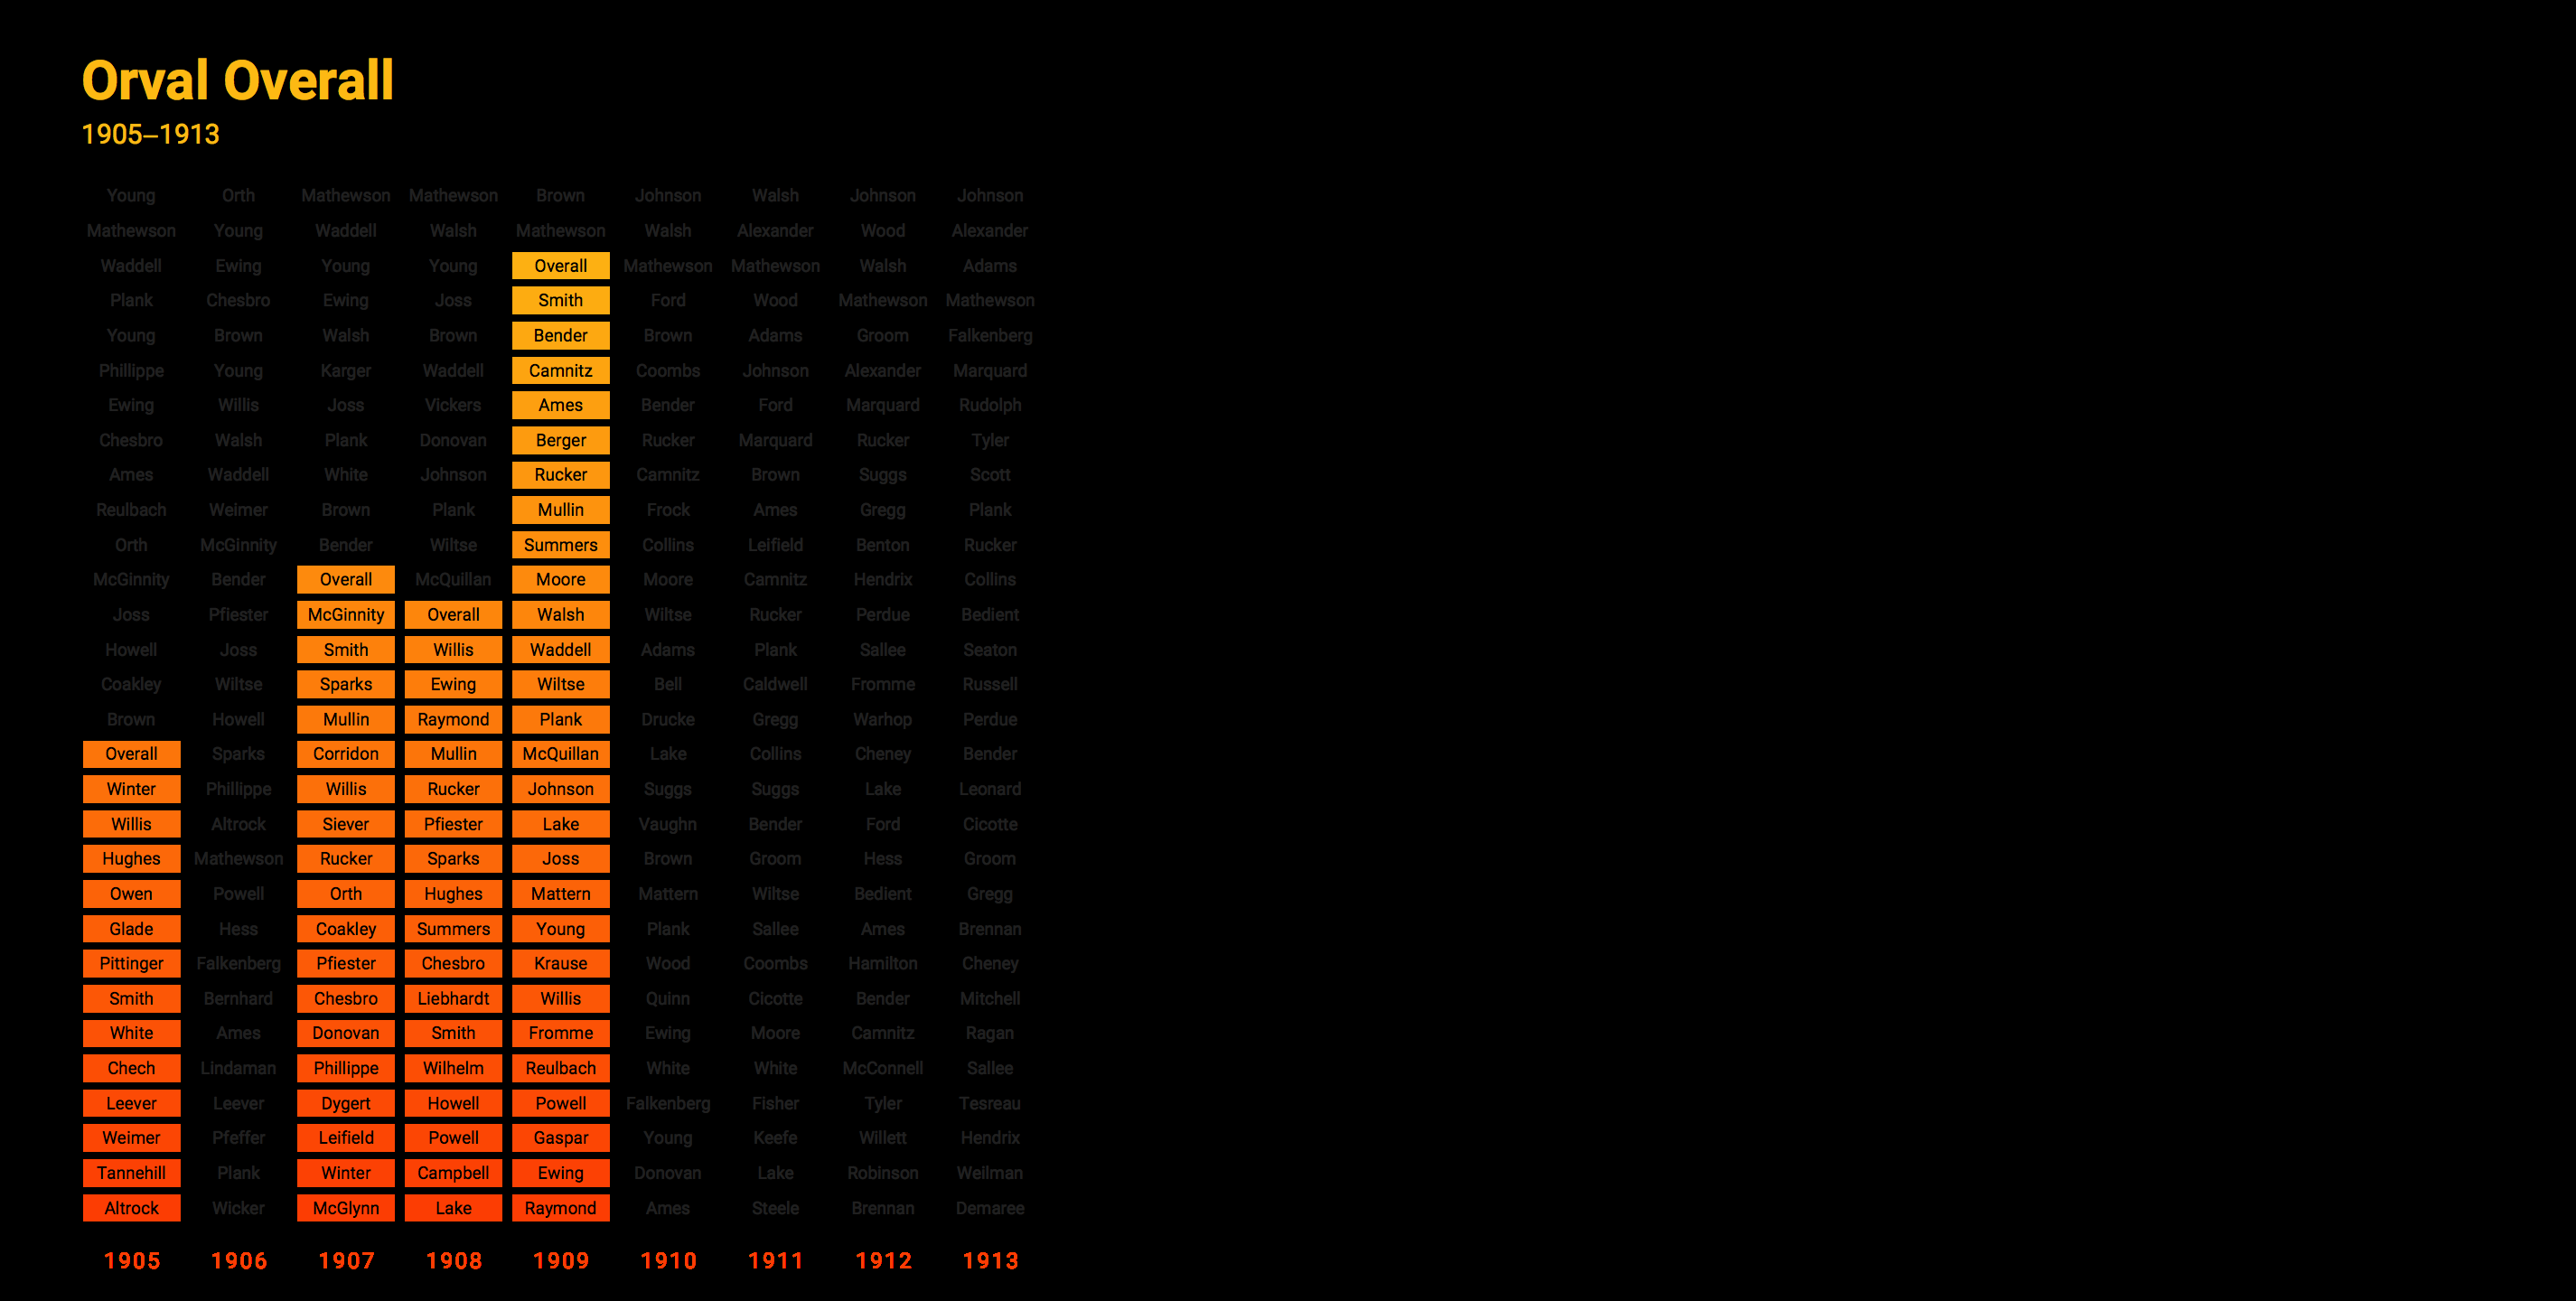 Orval Overall
1905–1913
Young Orth Mathewson Mathewson Brown Johnson Walsh Johnson Johnson
Mathewson Young Waddell Walsh Mathewson Walsh Alexander Wood Alexander
Waddell Ewing Young Young Overall Mathewson Mathewson Walsh Adams
Plank Chesbro Ewing Joss Smith Ford Wood Mathewson Mathewson
Young Brown Walsh Brown Bender Brown Adams Groom Falkenberg
Phillippe Young Karger Waddell Camnitz Coombs Johnson Alexander Marquard
Ewing Willis Joss Vickers Ames Bender Ford Marquard Rudolph
Chesbro Walsh Plank Donovan Berger Rucker Marquard Rucker Tyler
Ames Waddell White Johnson Rucker Camnitz Brown Suggs Scott
Reulbach Weimer Brown Plank Mullin Frock Ames Gregg Plank
Orth McGinnity Bender Wiltse Summers Collins Leifield Benton Rucker
McGinnity Bender Overall McQuillan Moore Moore Camnitz Hendrix Collins
Joss Pfiester McGinnity Overall Walsh Wiltse Rucker Perdue Bedient
Howell Joss Smith Willis Waddell Adams Plank Sallee Seaton
Coakley Wiltse Sparks Ewing Wiltse Bell Caldwell Fromme Russell
Brown Howell Mullin Raymond Plank Drucke Gregg Warhop Perdue
Overall Sparks Corridon Mullin McQuillan Lake Collins Cheney Bender
Winter Phillippe Willis Rucker Johnson Suggs Suggs Lake Leonard
Willis Altrock Siever Pfiester Lake Vaughn Bender Ford Cicotte
Hughes Mathewson Rucker Sparks Joss Brown Groom Hess Groom
Owen Powell Orth Hughes Mattern Mattern Wiltse Bedient Gregg
Glade Hess Coakley Summers Young Plank Sallee Ames Brennan
Pittinger Falkenberg Pfiester Chesbro Krause Wood Coombs Hamilton Cheney
Smith Bernhard Chesbro Liebhardt Willis Quinn Cicotte Bender Mitchell
White Ames Donovan Smith Fromme Ewing Moore Camnitz Ragan
Chech Lindaman Phillippe Wilhelm Reulbach White White McConnell Sallee
Leever Leever Dygert Howell Powell Falkenberg Fisher Tyler Tesreau
Weimer Pfeffer Leifield Powell Gaspar Young Keefe Willett Hendrix
Tannehill Plank Winter Campbell Ewing Donovan Lake Robinson Weilman
Altrock Wicker McGlynn Lake Raymond Ames Steele Brennan Demaree
1905 1906 1907 1908 1909 1910 1911 1912 1913